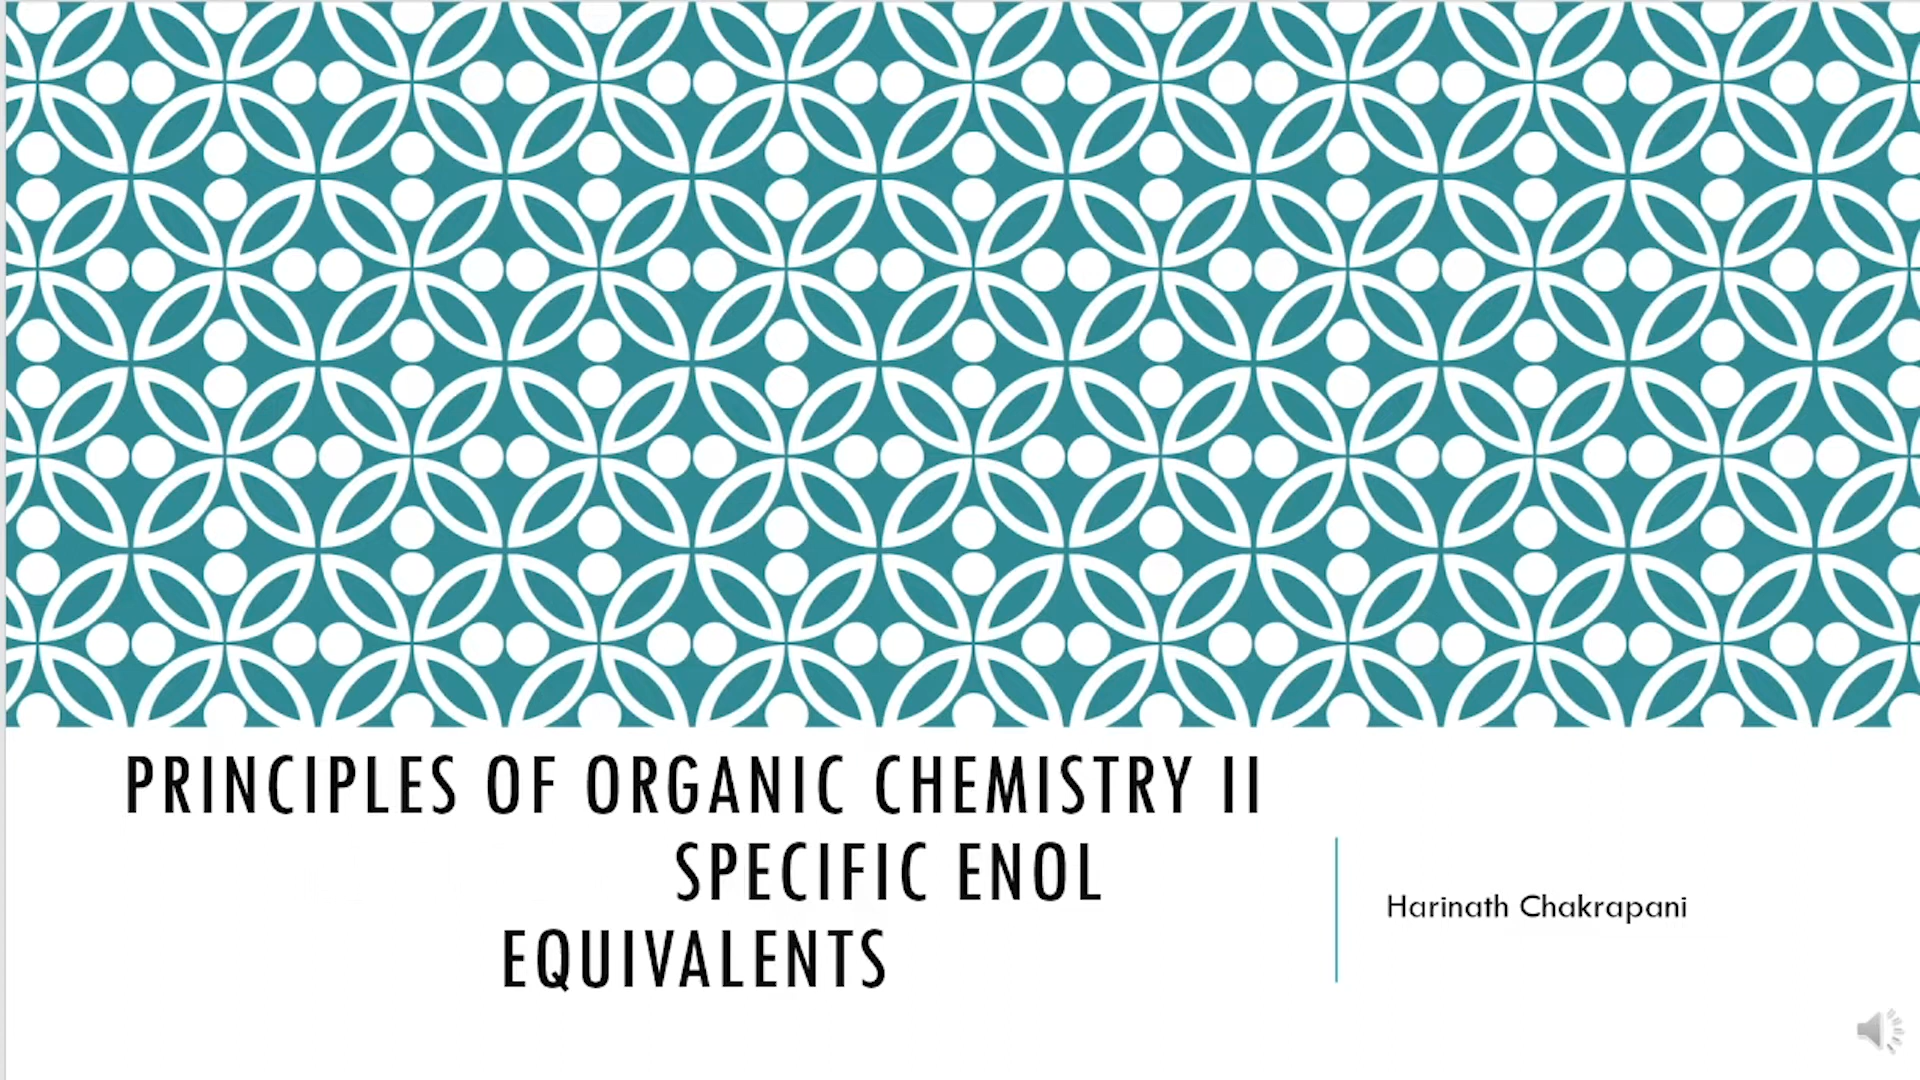 PRINCIPLES OF ORGANIC CHEMISTRY II
SPECIFIC ENOL
EQUIVALENTS
Harinath Chakrapani